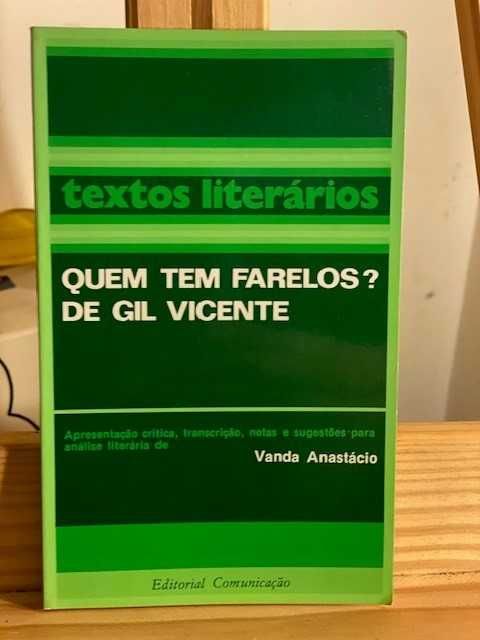 textos literários
QUEM TEM FARELOS?
DE GIL VICENTE
Apresentação crítica, transcrição, notas e sugestões para
análise literária de
Vanda Anastácio
Editorial Comunicação